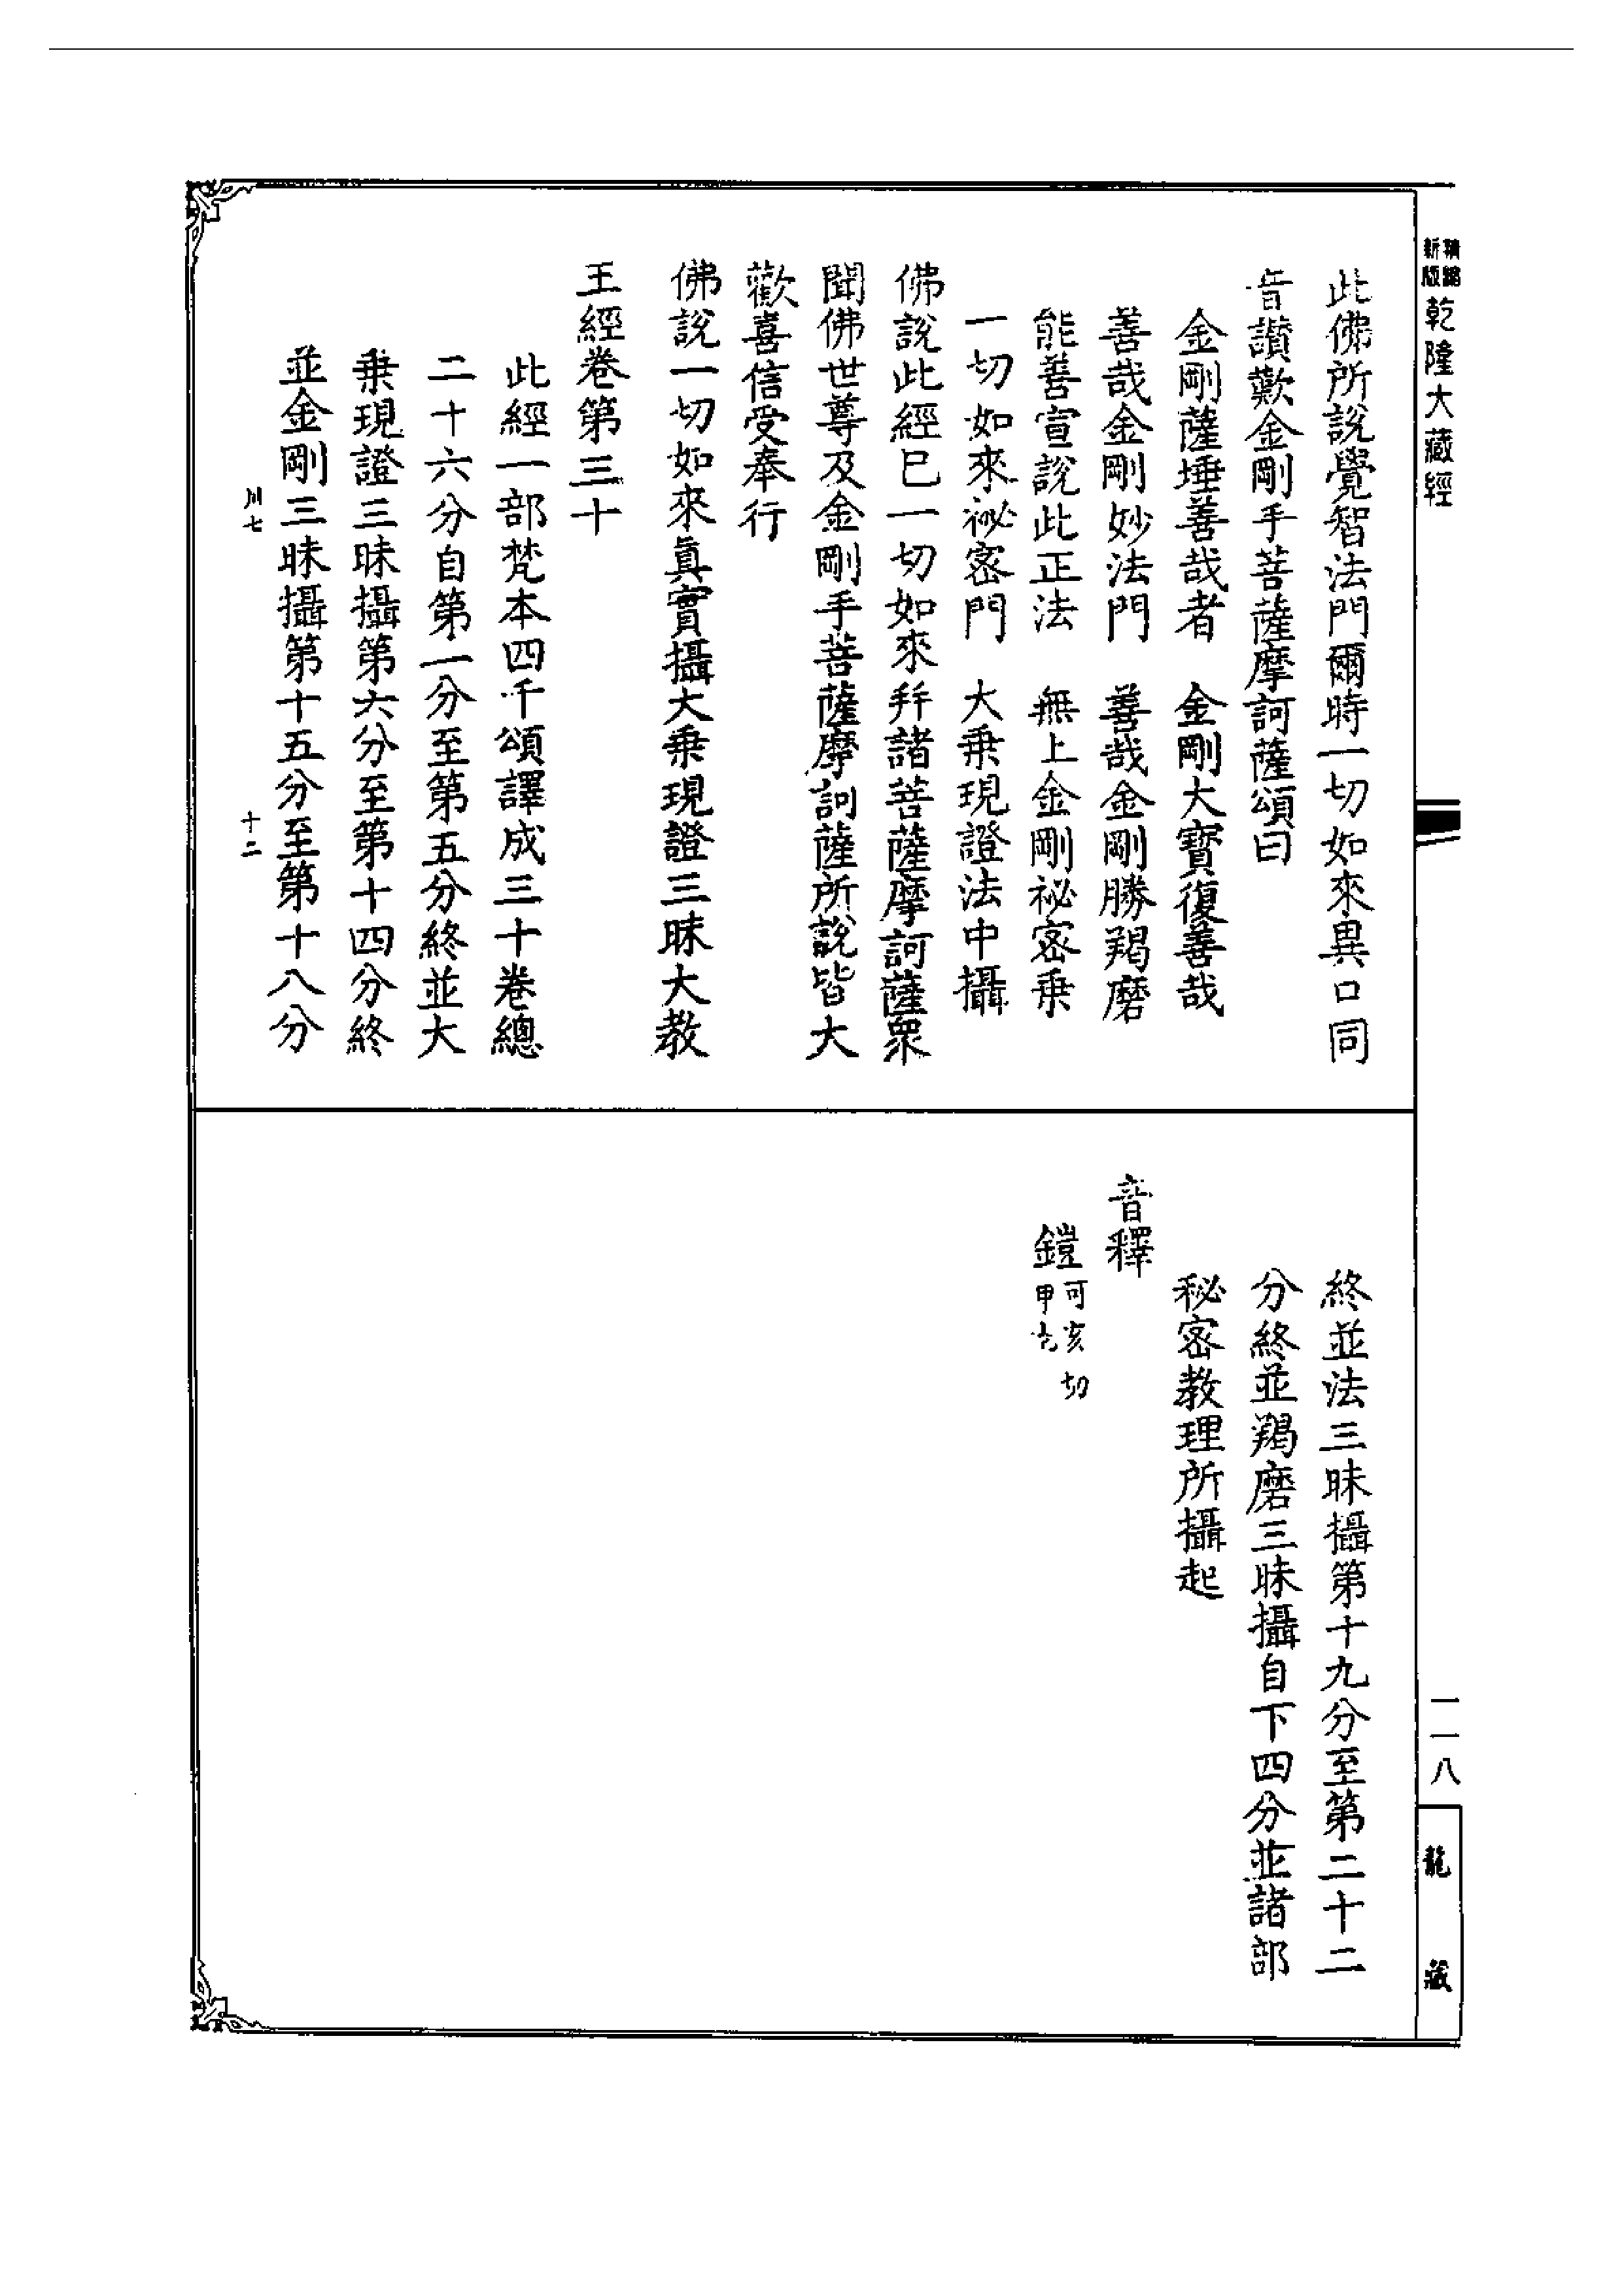 新版
精縮
乾隆大藏經
此佛所說覺智法門爾時一切如來異口同
音讚歎金剛手菩薩摩訶薩頌曰
金剛薩埵善哉者　金剛大寶復善哉
善哉金剛妙法門　善哉金剛勝羯磨
能善宣說此正法　無上金剛祕密乗
一切如來祕密門　大乗現證法中攝
佛說此經已一切如來并諸菩薩摩訶薩衆
聞佛世尊及金剛手菩薩摩訶薩所說皆大
歡喜信受奉行
佛說一切如來眞實攝大乗現證三昧大教
王經卷第三十
此經一部梵本四千頌譯成三十卷總
二十六分自第一分至第五分終並大
乗現證三昧攝第六分至第十四分終
並金剛三昧攝第十五分至第十八分
川七　十二
終並法三昧攝第十九分至第二十二
分終並羯磨三昧攝自下四分並諸部
秘密教理所攝起
音釋
鎧
可亥切
甲也
一一八
龍藏